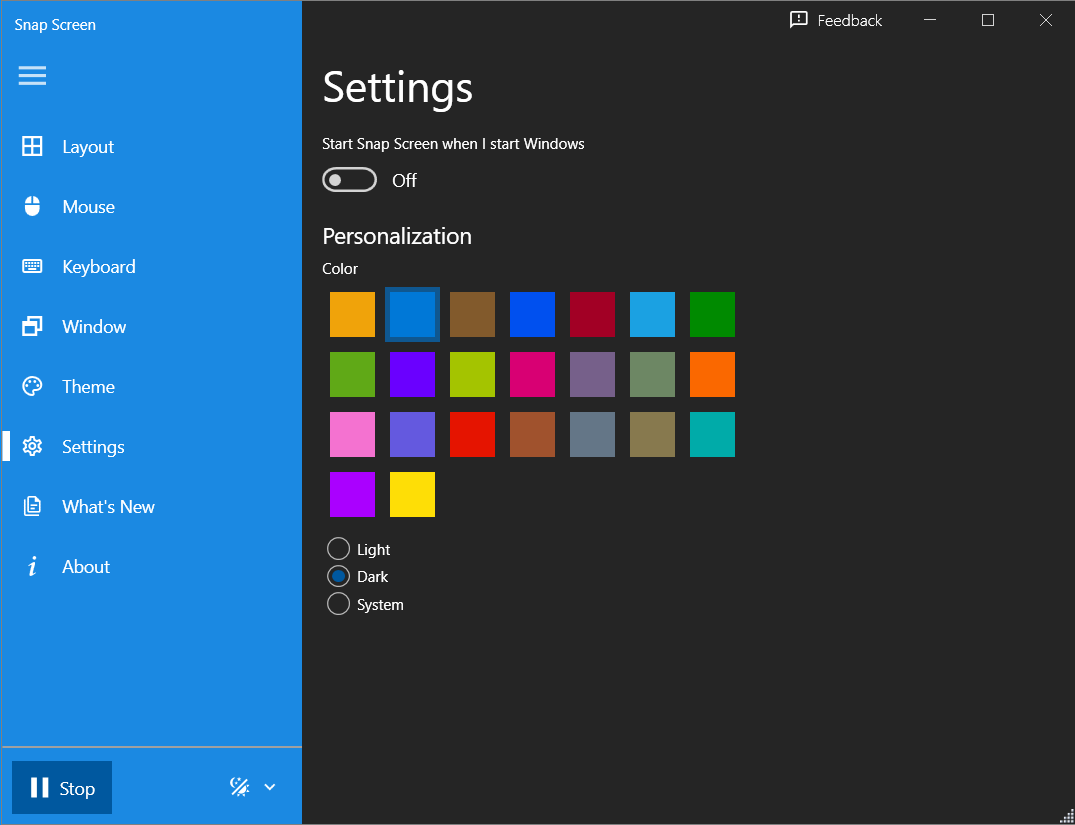 Snap Screen
Feedback
Layout
Mouse
Keyboard
Window
Theme
Settings
What's New
About
Stop
Settings
Start Snap Screen when I start Windows
Off
Personalization
Color
Light
Dark
System